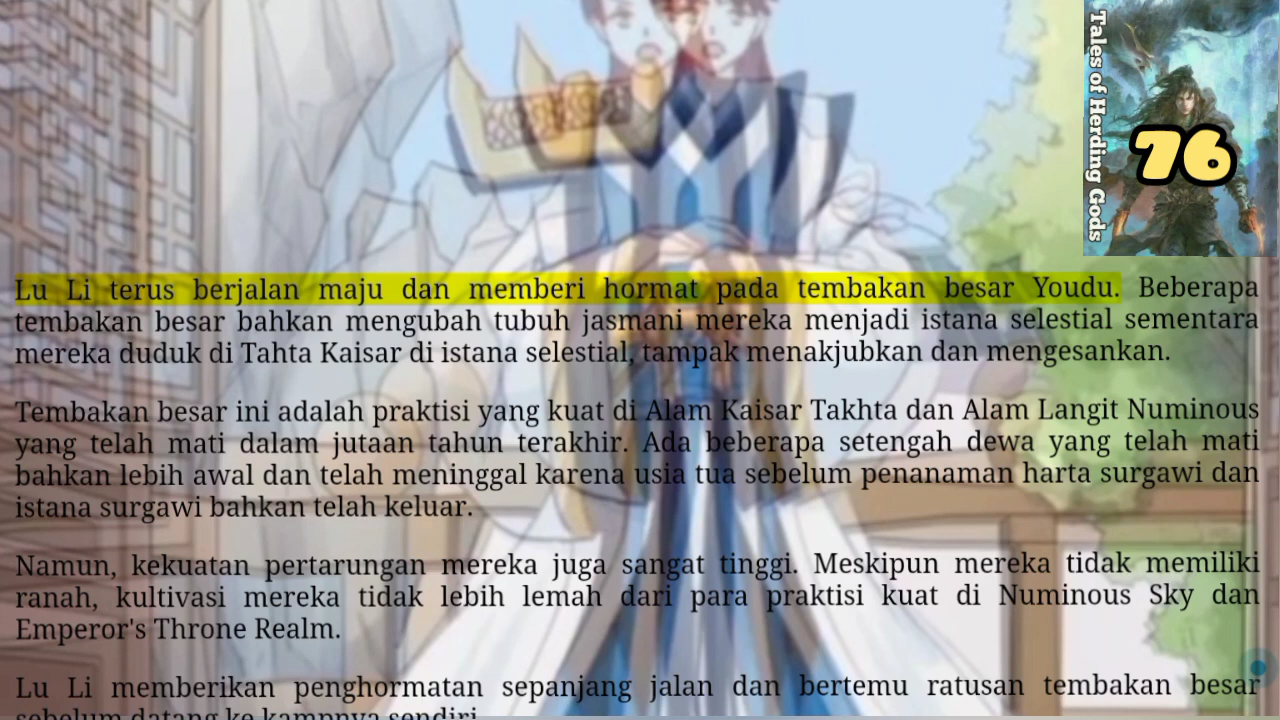 Tales of Herding Gods
76
Lu Li terus berjalan maju dan memberi hormat pada tembakan besar Youdu. Beberapa
tembakan besar bahkan mengubah tubuh jasmani mereka menjadi istana selestial sementara
mereka duduk di Tahta Kaisar di istana selestial, tampak menakjubkan dan mengesankan.
Tembakan besar ini adalah praktisi yang kuat di Alam Kaisar Takhta dan Alam Langit Numinous
yang telah mati dalam jutaan tahun terakhir. Ada beberapa setengah dewa yang telah mati
bahkan lebih awal dan telah meninggal karena usia tua sebelum penanaman harta surgawi dan
istana surgawi bahkan telah keluar.
Namun, kekuatan pertarungan mereka juga sangat tinggi. Meskipun mereka tidak memiliki
ranah, kultivasi mereka tidak lebih lemah dari para praktisi kuat di Numinous Sky dan
Emperor's Throne Realm.
Lu Li memberikan penghormatan sepanjang jalan dan bertemu ratusan tembakan besar
sebelum datang ke kampnya sendiri.